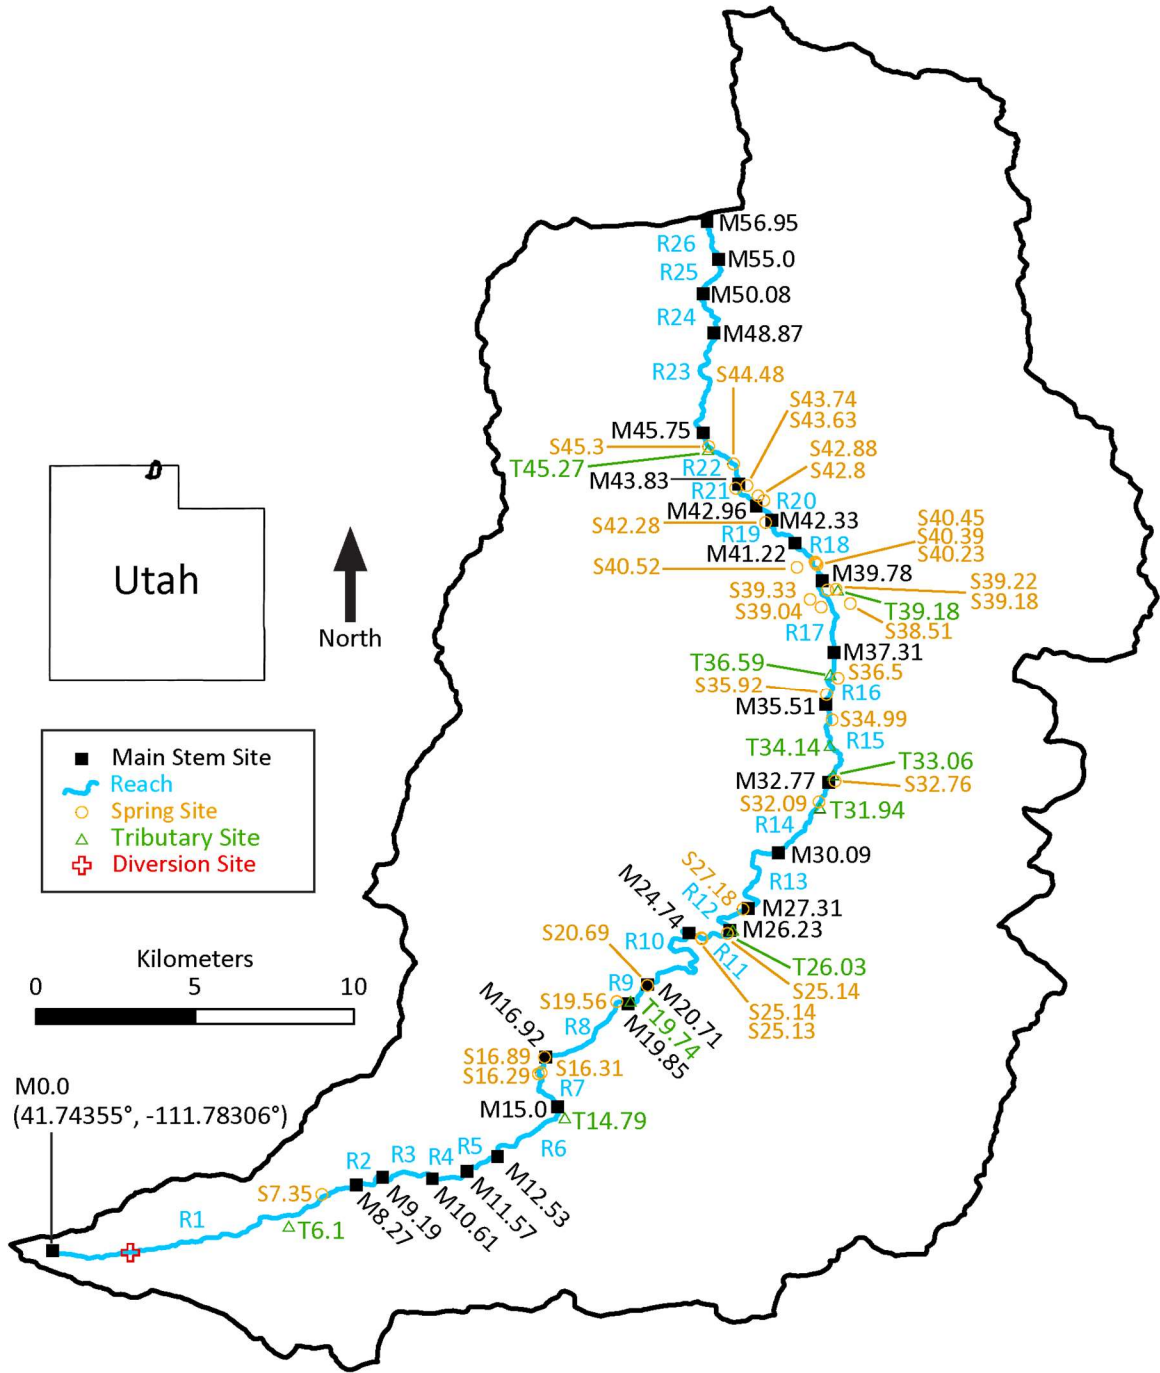 M56.95
R26
M55.0
R25
M50.08
R24
M48.87
R23
S44.48
S43.74
S43.63
M45.75
S45.3
T45.27
S42.88
S42.8
R22
M43.83
R21
R20
M42.96
M42.33
S42.28
R19
M41.22
R18
S40.45
S40.39
S40.23
S40.52
M39.78
S39.33
S39.22
S39.18
S39.04
T39.18
S38.51
R17
M37.31
T36.59
S36.5
S35.92
R16
M35.51
S34.99
T34.14
R15
T33.06
M32.77
S32.76
S32.09
T31.94
R14
M30.09
R13
S27.18
M27.31
M24.74
R12
M26.23
S20.69
R10
R11
T26.03
S25.14
S25.14
S25.13
R9
S19.56
M20.71
T19.74
M19.85
M16.92
R8
S16.89
S16.31
S16.29
R7
M15.0
T14.79
R6
R5
R4
R3
R2
M12.53
M11.57
M10.61
M9.19
M8.27
S7.35
T6.1
R1
M0.0
(41.74355°, -111.78306°)
Utah
North
Main Stem Site
Reach
Spring Site
Tributary Site
Diversion Site
Kilometers
0 5 10